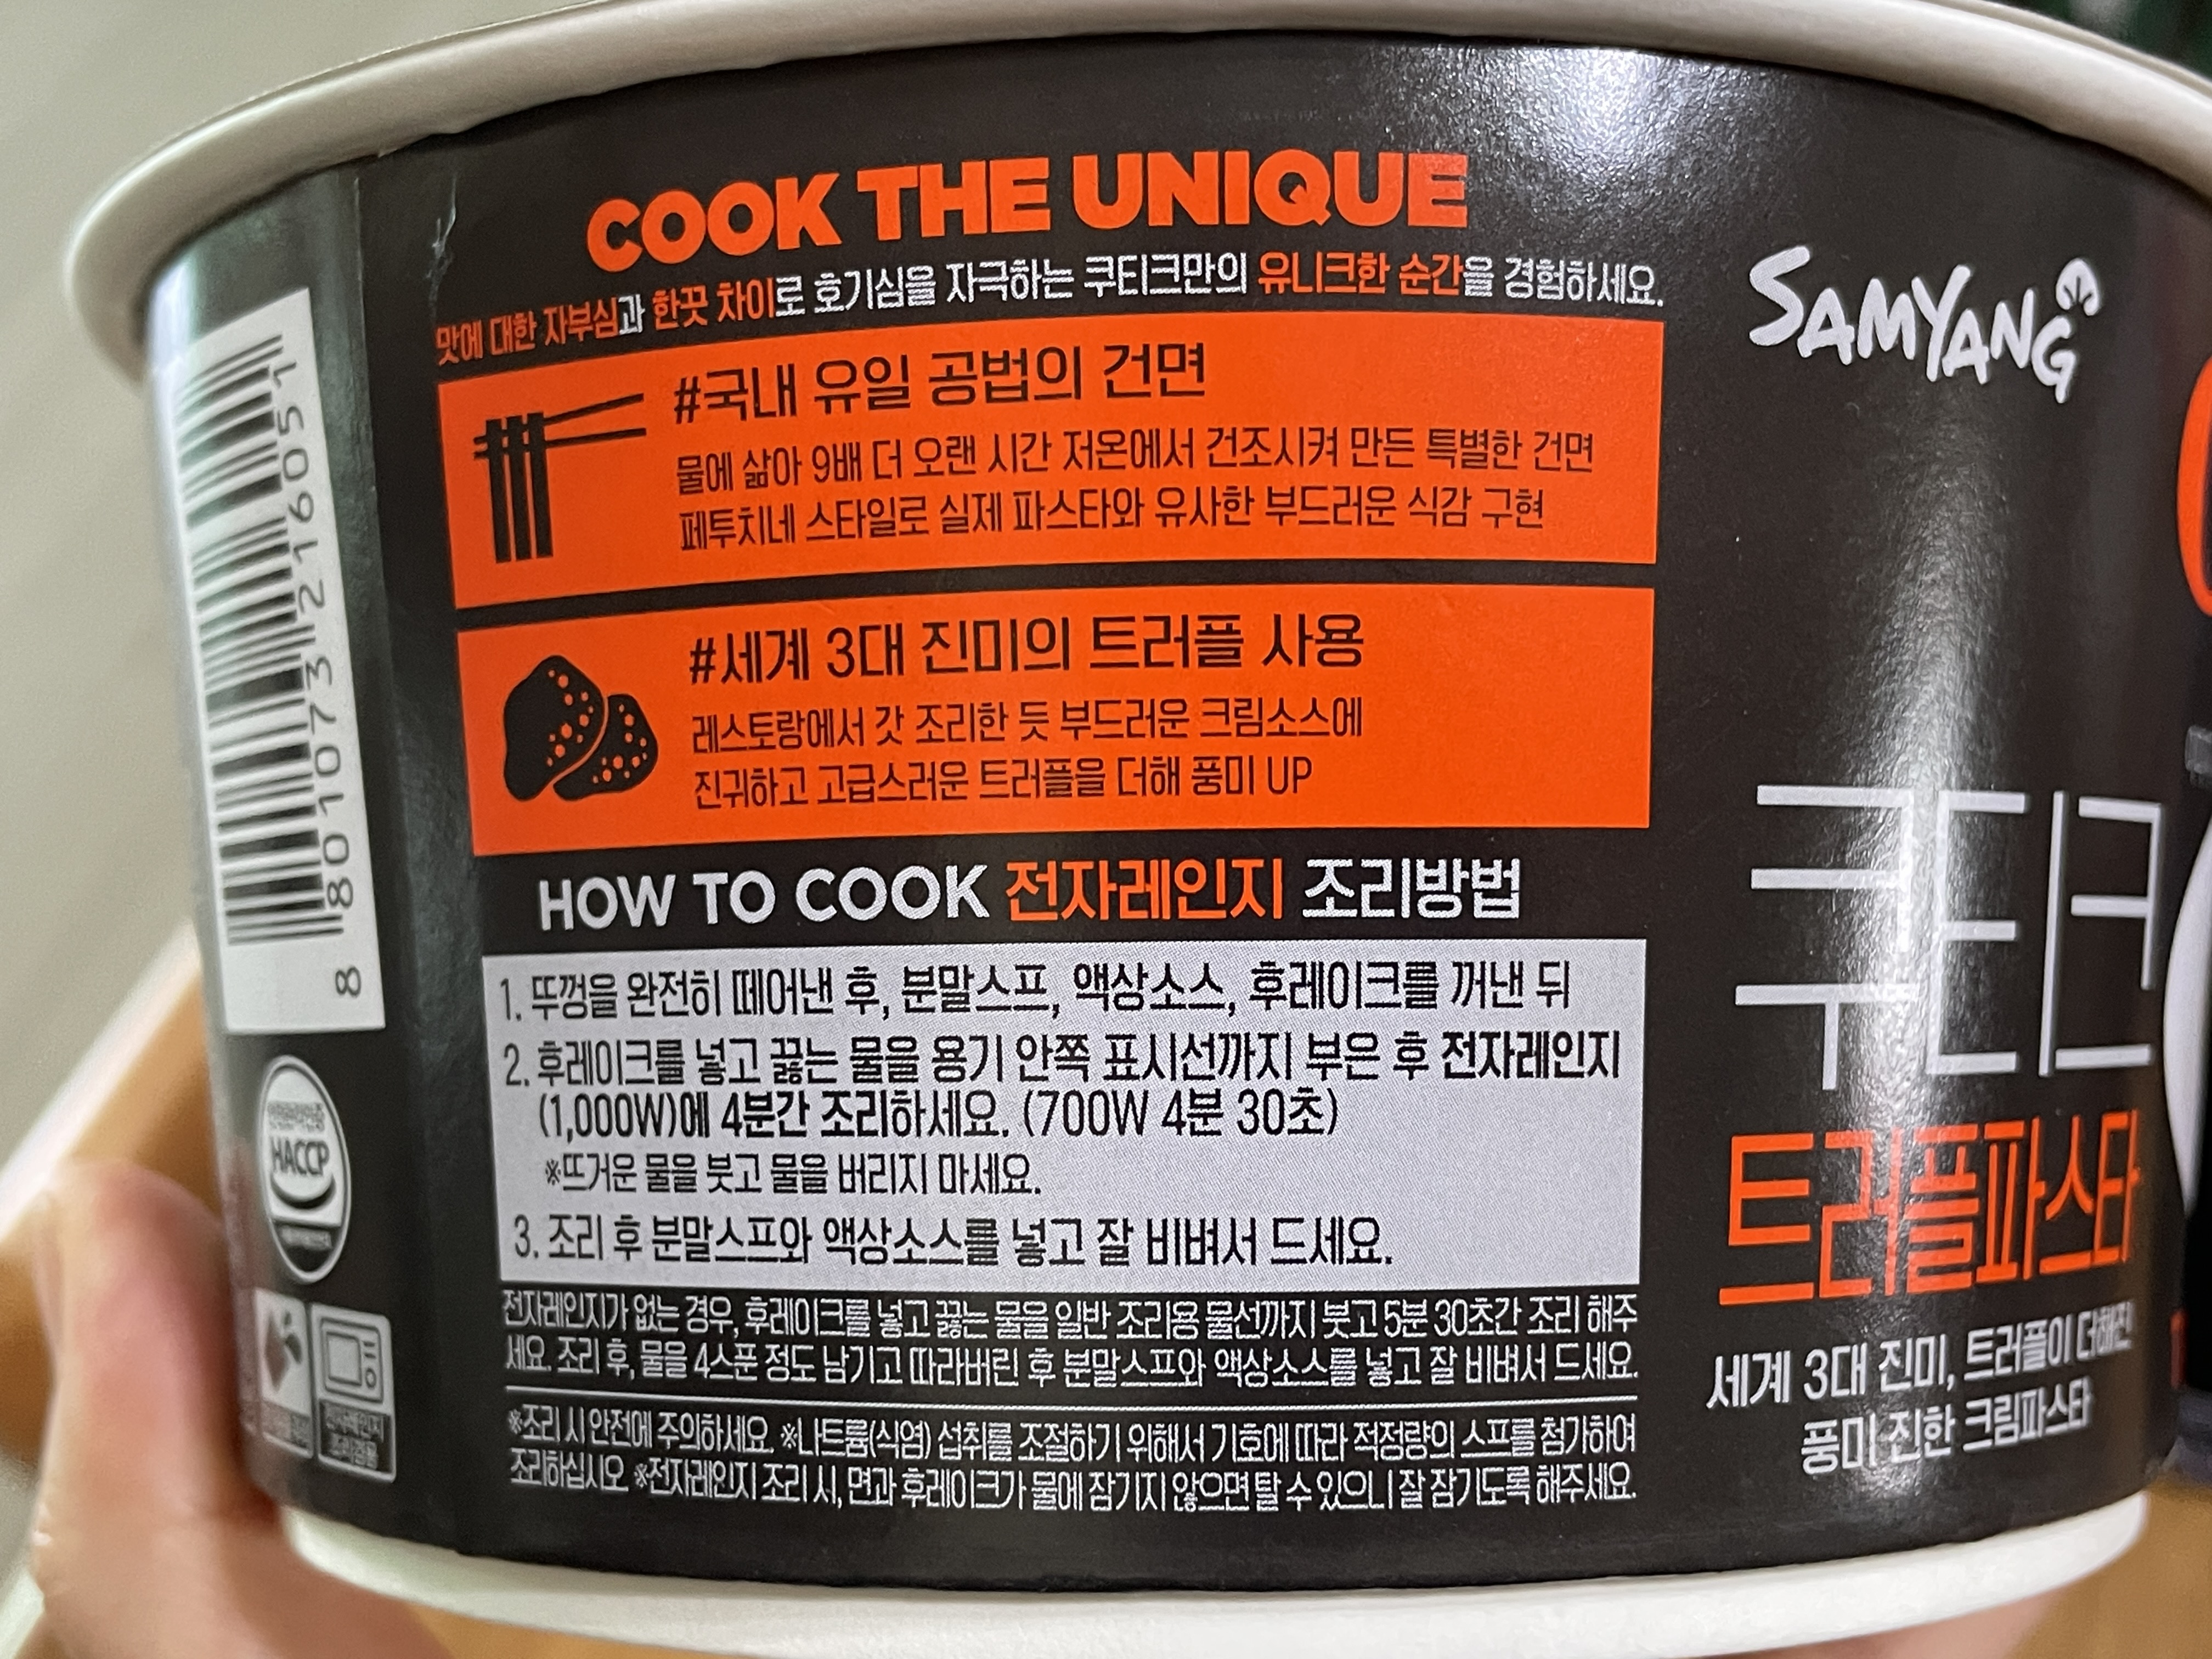 COOK THE UNIQUE
맛에 대한 자부심과 한끗 차이로 호기심을 자극하는 쿠티크만의 유니크한 순간을 경험하세요.
#국내 유일 공법의 건면
물에 삶아 9배 더 오랜 시간 저온에서 건조시켜 만든 특별한 건면
페투치네 스타일로 실제 파스타와 유사한 부드러운 식감 구현
#세계 3대 진미의 트러플 사용
레스토랑에서 갓 조리한 듯 부드러운 크림소스에
진귀하고 고급스러운 트러플을 더해 풍미 UP
HOW TO COOK 전자레인지 조리방법
1. 뚜껑을 완전히 떼어낸 후, 분말스프, 액상소스, 후레이크를 꺼낸 뒤
2. 후레이크를 넣고 끓는 물을 용기 안쪽 표시선까지 부은 후 전자레인지
(1,000W)에 4분간 조리하세요. (700W 4분 30초)
※뜨거운 물을 붓고 물을 버리지 마세요.
3. 조리 후 분말스프와 액상소스를 넣고 잘 비벼서 드세요.
전자레인지가 없는 경우, 후레이크를 넣고 끓는 물을 일반 조리용 물선까지 붓고 5분 30초간 조리 해주
세요. 조리 후, 물을 4스푼 정도 남기고 따라버린 후 분말스프와 액상소스를 넣고 잘 비벼서 드세요.
※조리 시 안전에 주의하세요. ※나트륨(식염) 섭취를 조절하기 위해서 기호에 따라 적정량의 스프를 첨가하여
조리하십시오. ※전자레인지 조리 시, 면과 후레이크가 물에 잠기지 않으면 탈 수 있으니 잘 잠기도록 해주세요.
8 801073 216051
HACCP
전자레인지
조리겸용
SAMYANG
쿠티크
트러플파스타
세계 3대 진미, 트러플이 더해진
풍미 진한 크림파스타